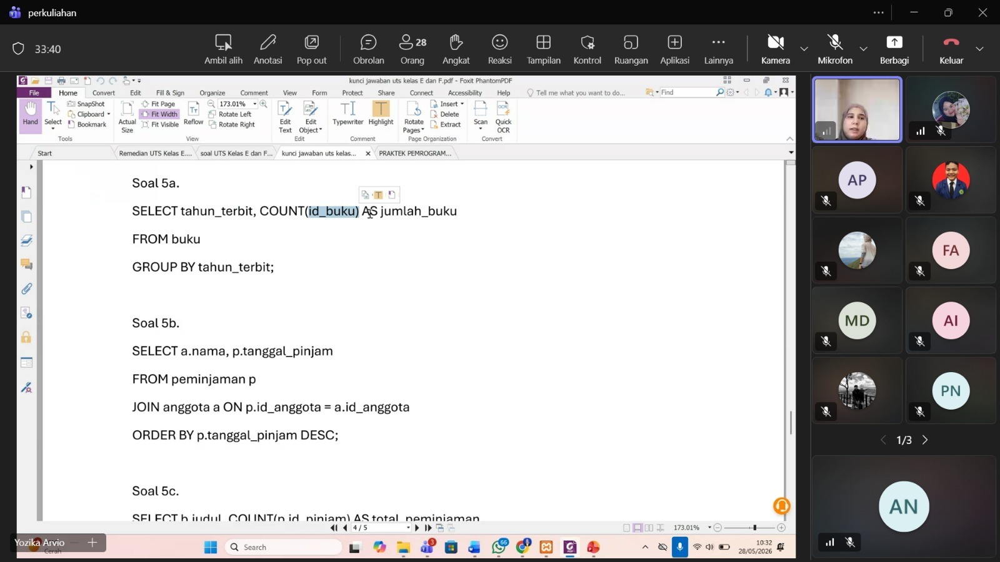 perkuliahan
33:40
Ambil alih
Anotasi
Pop out
Obrolan
28
Orang
Angkat
Reaksi
Tampilan
Kontrol
Ruangan
Aplikasi
Lainnya
Kamera
Mikrofon
Berbagi
Keluar
kunci jawaban uts kelas E dan F.pdf - Foxit PhantomPDF
File Home Convert Edit Fill & Sign Organize Comment View Form Protect Share Connect Accessibility Help Tell me what you want to do... Find
Hand
Select
SnapShot
Clipboard
Bookmark
Tools
Actual Size
Fit Page
Fit Width
Fit Visible
Reflow
173.01%
Rotate Left
Rotate Right
View
Edit Text
Edit Object
Edit
Typewriter
Highlight
Comment
Rotate Pages
Insert
Delete
Extract
Page Organization
Scan
Quick OCR
Convert
Start
Remedian UTS Kelas E....
soal UTS Kelas E dan F...
kunci jawaban uts kelas...
PRAKTEK PEMROGRAM...
Soal 5a.
SELECT tahun_terbit, COUNT(id_buku) AS jumlah_buku
FROM buku
GROUP BY tahun_terbit;
Soal 5b.
SELECT a.nama, p.tanggal_pinjam
FROM peminjaman p
JOIN anggota a ON p.id_anggota = a.id_anggota
ORDER BY p.tanggal_pinjam DESC;
Soal 5c.
SELECT b.judul, COUNT(p.id_pinjam) AS total_peminjaman
4 / 5
173.01%
Yozika Arvio
Cerah
Search
3
66
10:32
28/05/2026
AP
FA
MD
AI
PN
1/3
AN